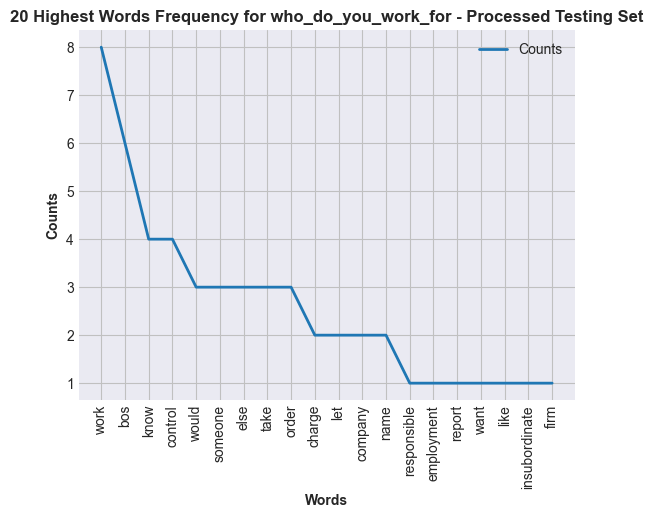 20 Highest Words Frequency for who_do_you_work_for - Processed Testing Set
Counts
8
7
6
5
4
3
2
1
Counts
work
bos
know
control
would
someone
else
take
order
charge
let
company
name
responsible
employment
report
want
like
insubordinate
firm
Words